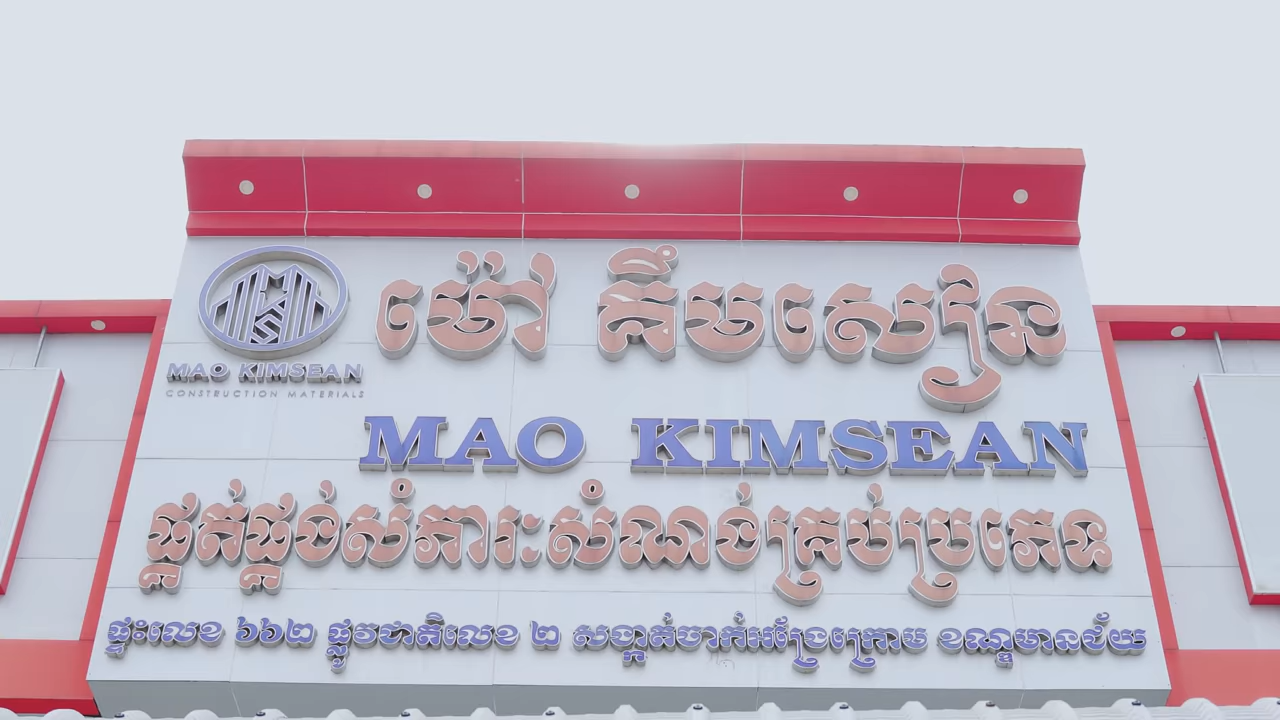 ម៉ៅ គឹមសៀន
MAO KIMSEAN
CONSTRUCTION MATERIALS
MAO KIMSEAN
ផ្គត់ផ្គង់សំភារៈសំណង់គ្រប់ប្រភេទ
ផ្ទះលេខ ៦៦២ ផ្លូវជាតិលេខ ២ សង្កាត់ចាក់អង្រែក្រោម ខណ្ឌមានជ័យ